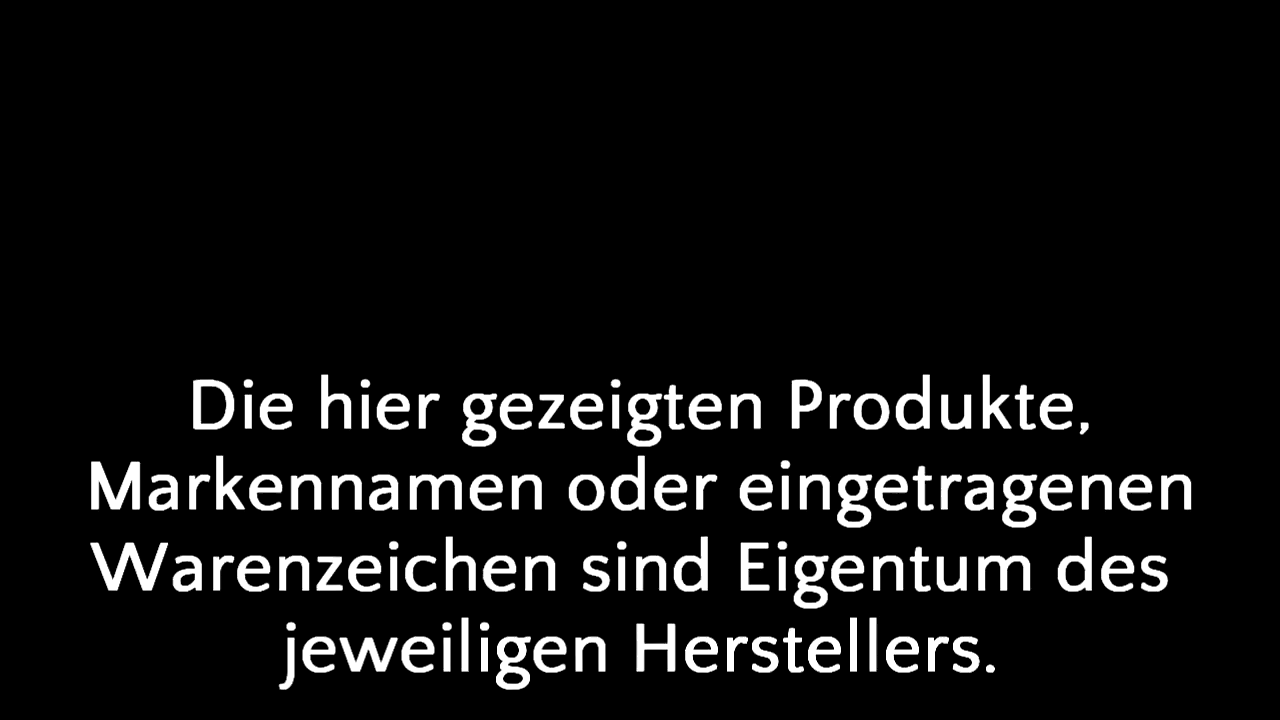 Die hier gezeigten Produkte,
Markennamen oder eingetragenen
Warenzeichen sind Eigentum des
jeweiligen Herstellers.